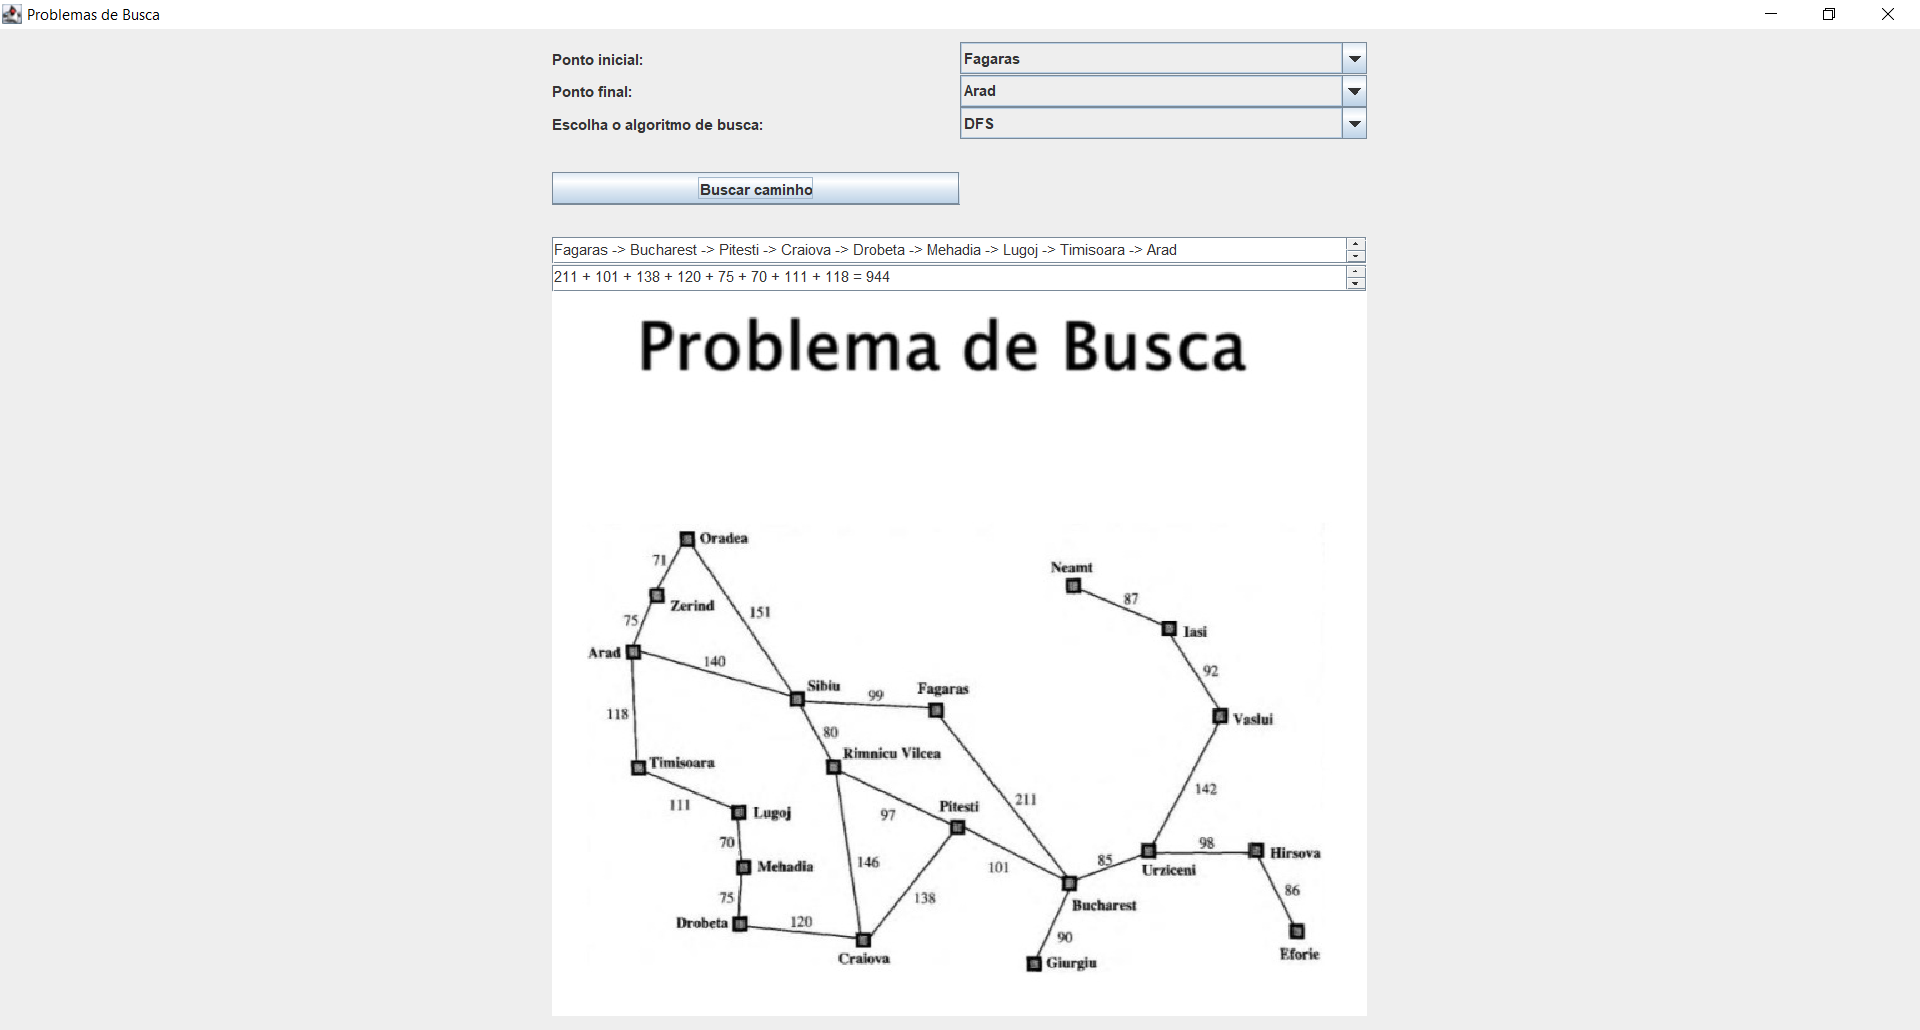 Problemas de Busca
Ponto inicial: Fagaras
Ponto final: Arad
Escolha o algoritmo de busca: DFS
Buscar caminho
Fagaras -> Bucharest -> Pitesti -> Craiova -> Drobeta -> Mehadia -> Lugoj -> Timisoara -> Arad
211 + 101 + 138 + 120 + 75 + 70 + 111 + 118 = 944
Problema de Busca
Oradea
71
Neamt
87
Zerind
151
75
Iasi
Arad
140
92
Sibiu
99
Fagaras
118
Vaslui
80
Rimnicu Vilcea
Timisoara
142
211
111
Lugoj
97
Pitesti
70
98
146
101
85
Hirsova
Mehadia
Urziceni
75
138
86
Drobeta
120
Bucharest
90
Craiova
Giurgiu
Eforie